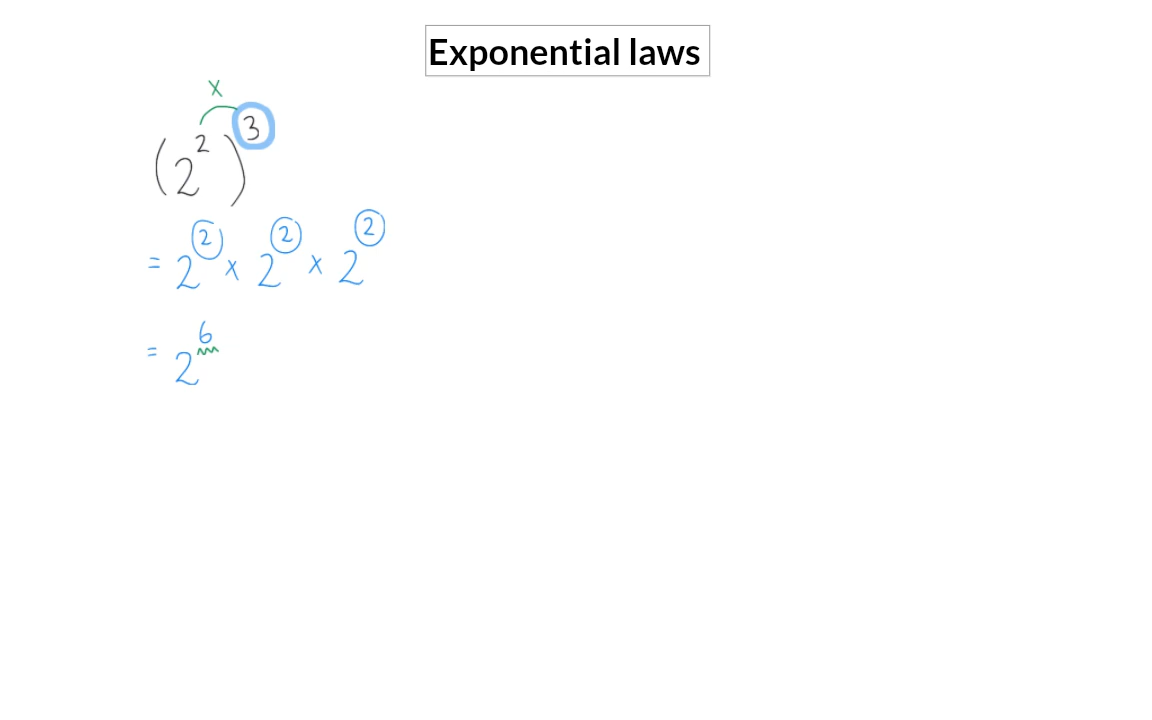 Exponential laws
x
(2²)³
= 2² x 2² x 2²
= 2⁶